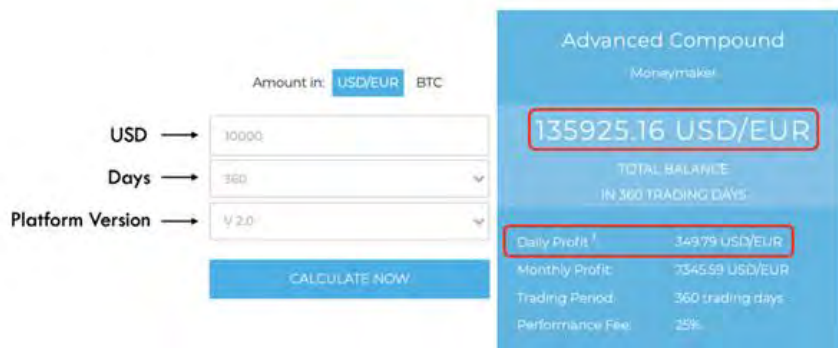 Amount in: USD/EUR BTC
USD
10000
Days
360
Platform Version
V 2.0
CALCULATE NOW
Advanced Compound
Moneymaker
135925.16 USD/EUR
TOTAL BALANCE
IN 360 TRADING DAYS
Daily Profit ¹ 349.79 USD/EUR
Monthly Profit: 7345.59 USD/EUR
Trading Period: 360 trading days
Performance Fee: 25%